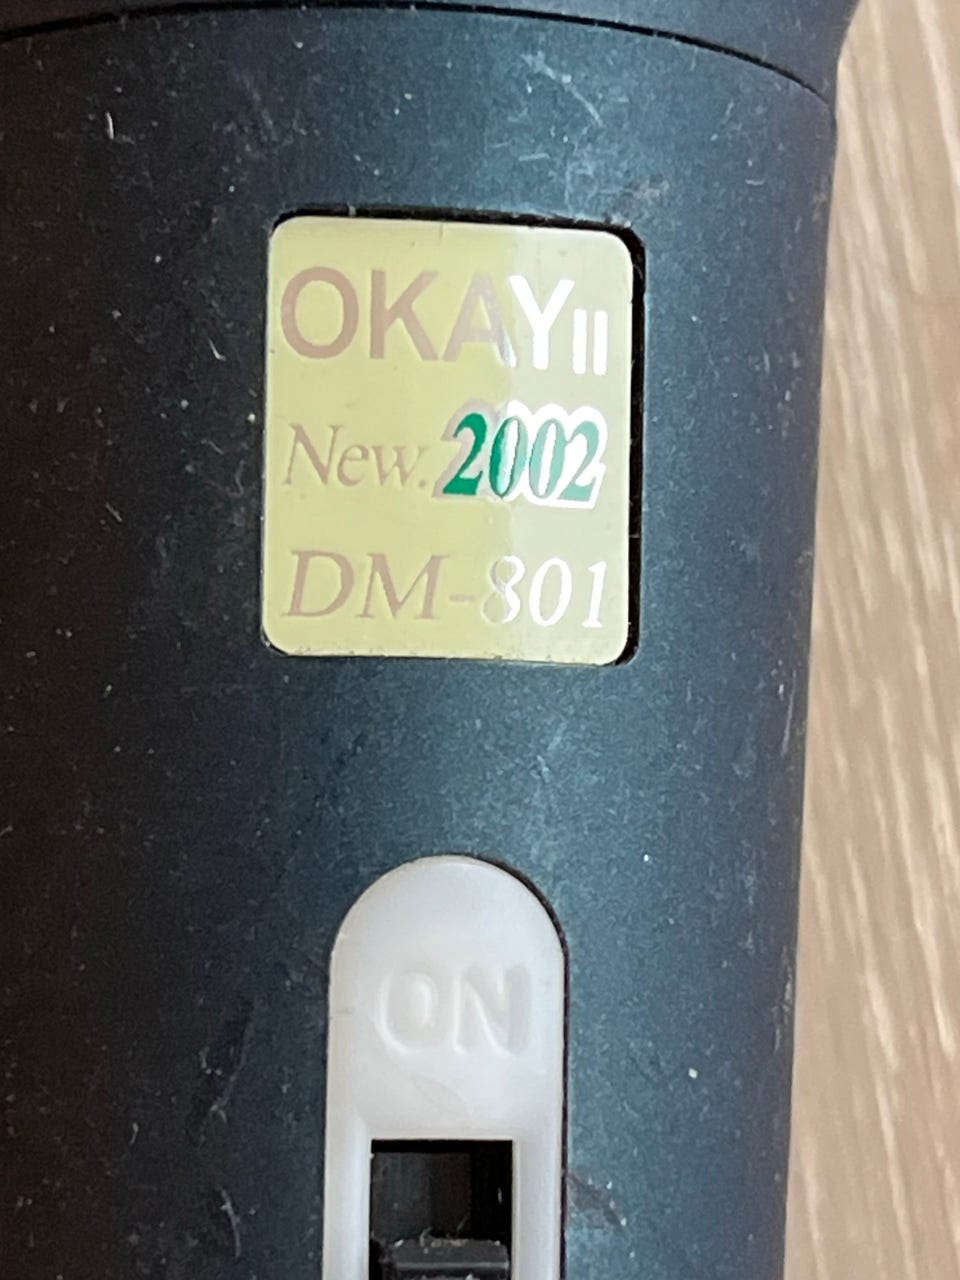 OKAYII
New.2002
DM-801
ON